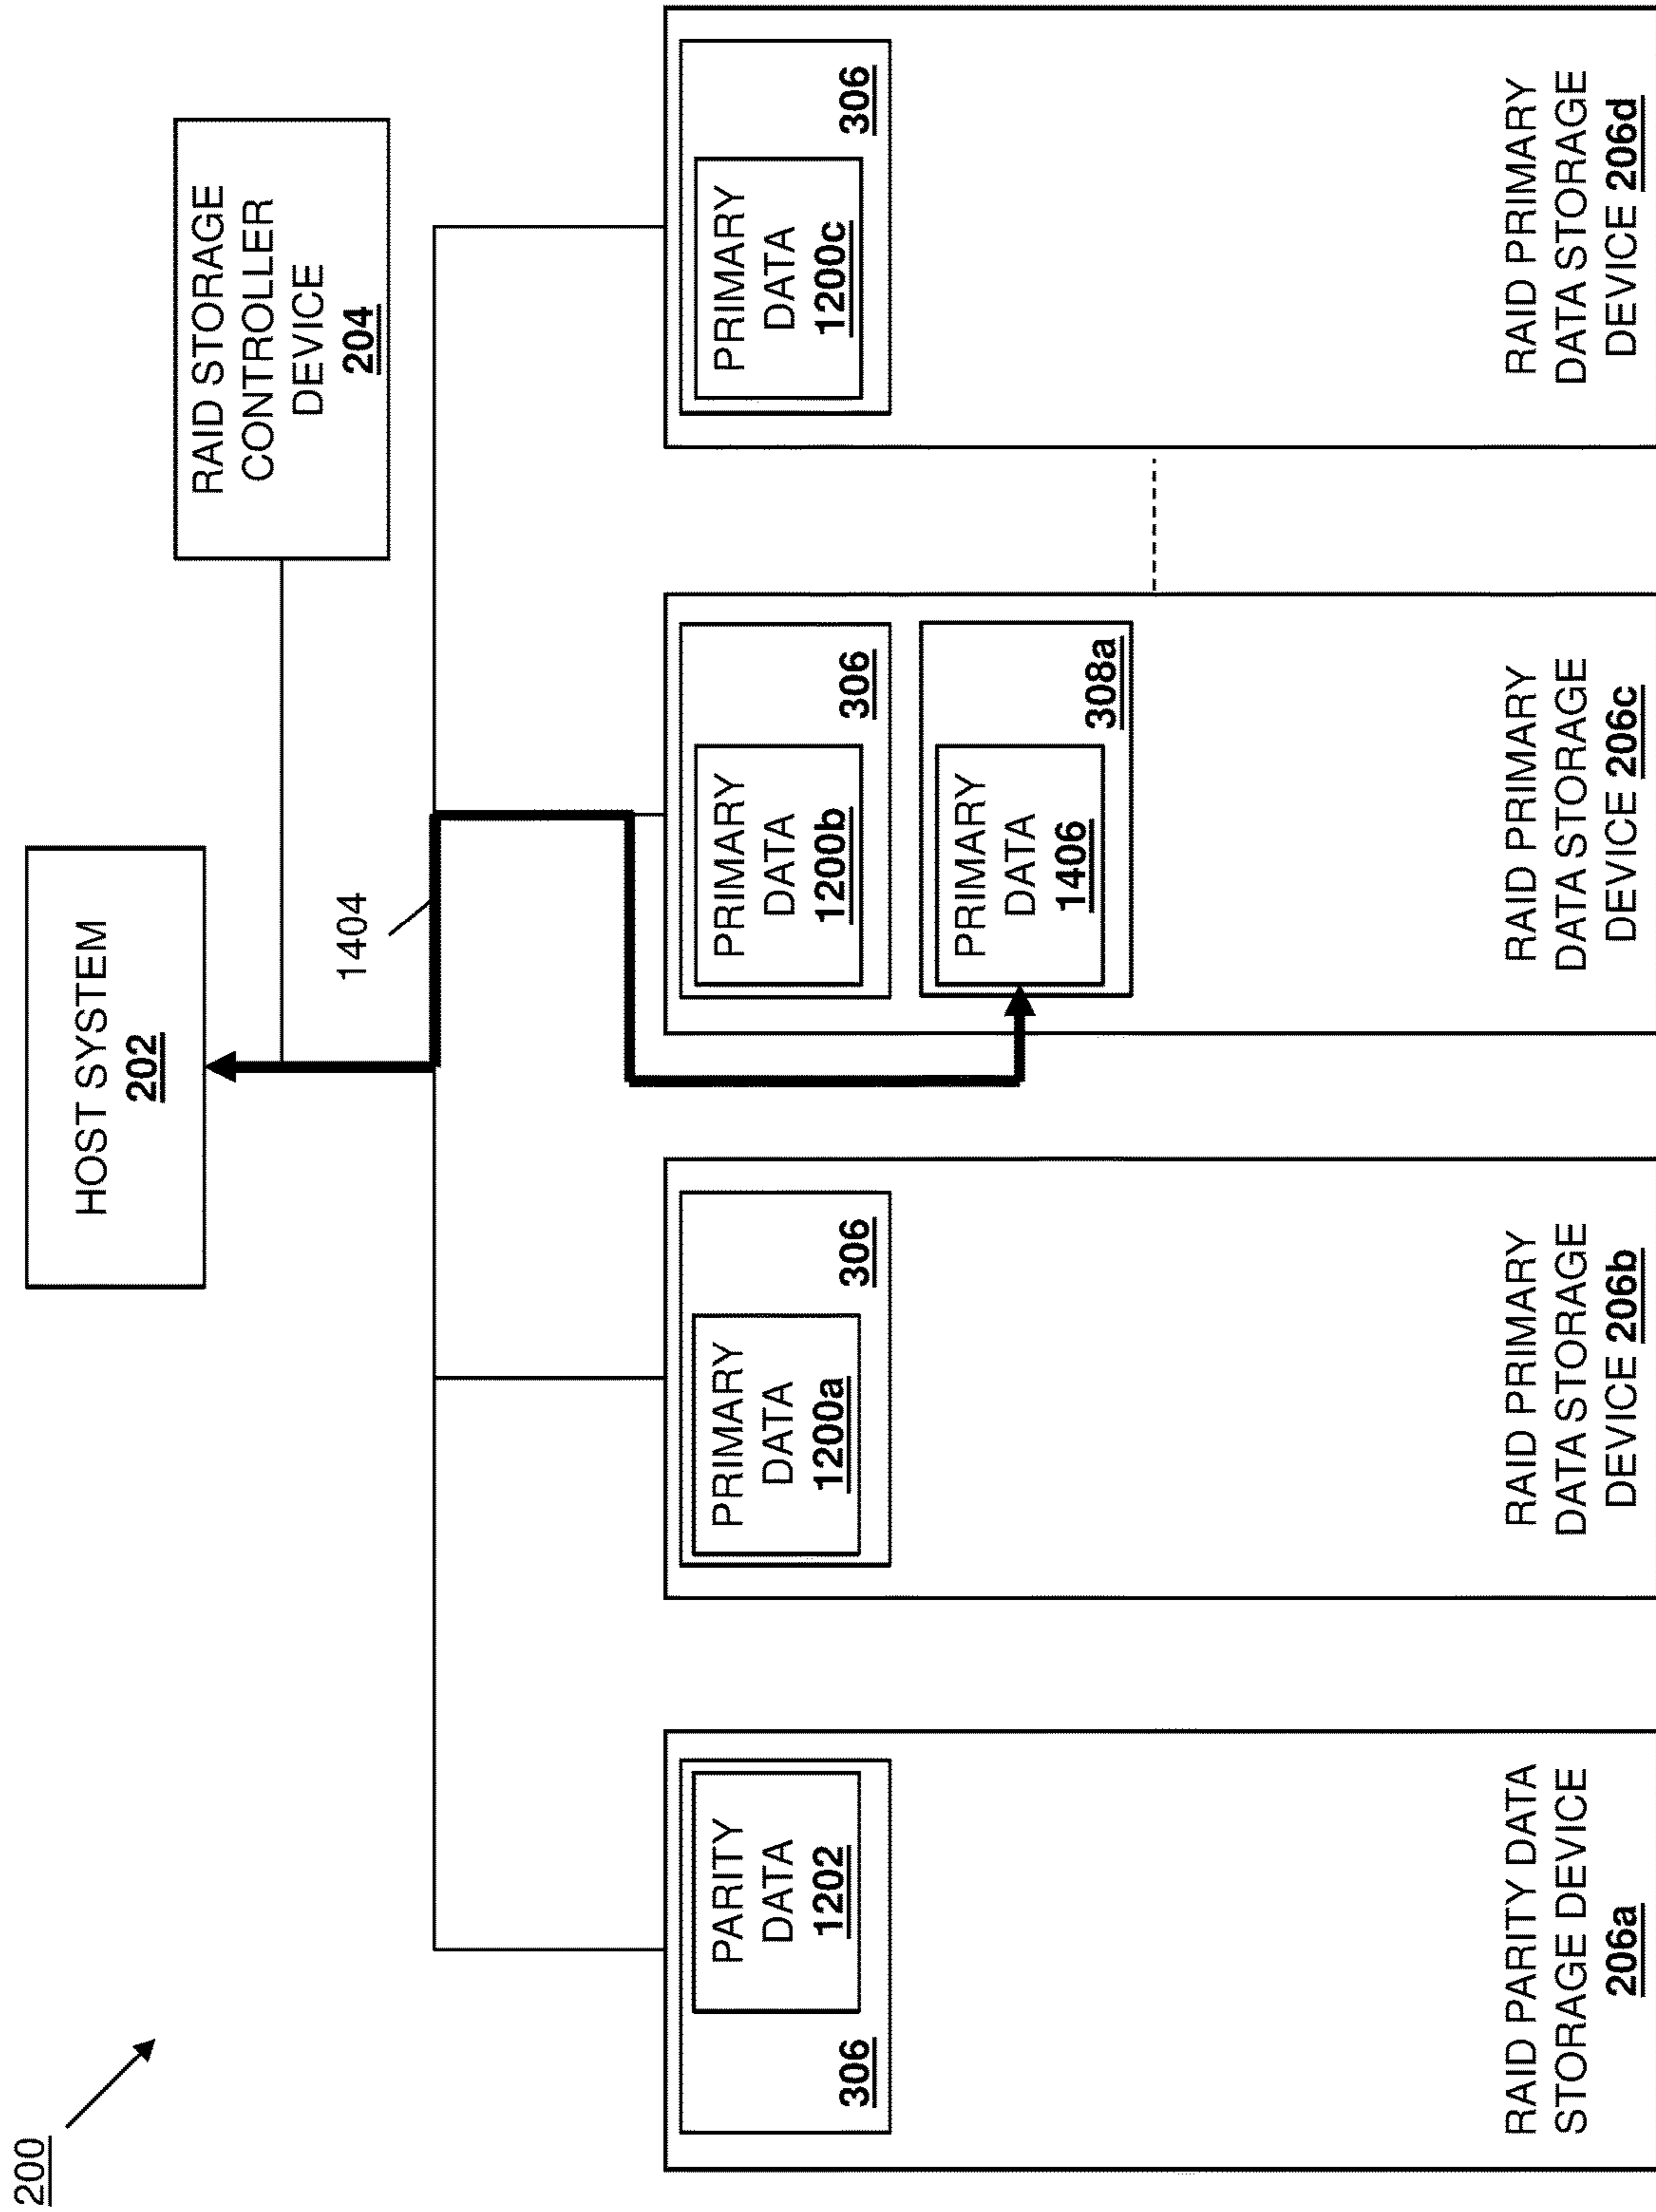 200
HOST SYSTEM
202
RAID STORAGE
CONTROLLER
DEVICE
204
1404
306
PARITY
DATA
1202
RAID PARITY DATA
STORAGE DEVICE
206a
PRIMARY
DATA
1200a
306
RAID PRIMARY
DATA STORAGE
DEVICE 206b
PRIMARY
DATA
1200b
306
PRIMARY
DATA
1406
308a
RAID PRIMARY
DATA STORAGE
DEVICE 206c
PRIMARY
DATA
1200c
306
RAID PRIMARY
DATA STORAGE
DEVICE 206d